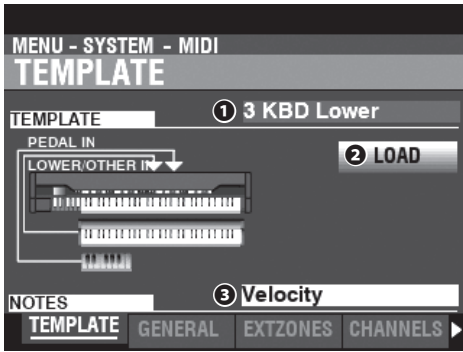 MENU - SYSTEM - MIDI
TEMPLATE
TEMPLATE
1 3 KBD Lower
PEDAL IN
2 LOAD
LOWER/OTHER IN
NOTES
3 Velocity
TEMPLATE GENERAL EXTZONES CHANNELS